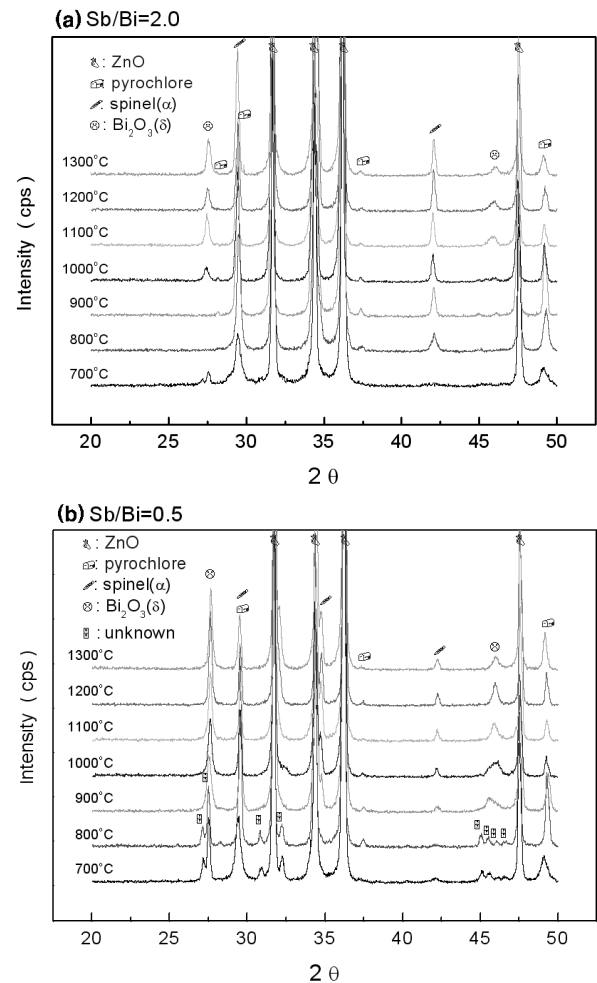 (a) Sb/Bi=2.0
: ZnO
: pyrochlore
: spinel(α)
: Bi₂O₃(δ)
1300°C
1200°C
1100°C
1000°C
900°C
800°C
700°C
Intensity ( cps )
20 25 30 35 40 45 50
2 θ
(b) Sb/Bi=0.5
: ZnO
: pyrochlore
: spinel(α)
: Bi₂O₃(δ)
: unknown
1300°C
1200°C
1100°C
1000°C
900°C
800°C
700°C
Intensity ( cps )
20 25 30 35 40 45 50
2 θ